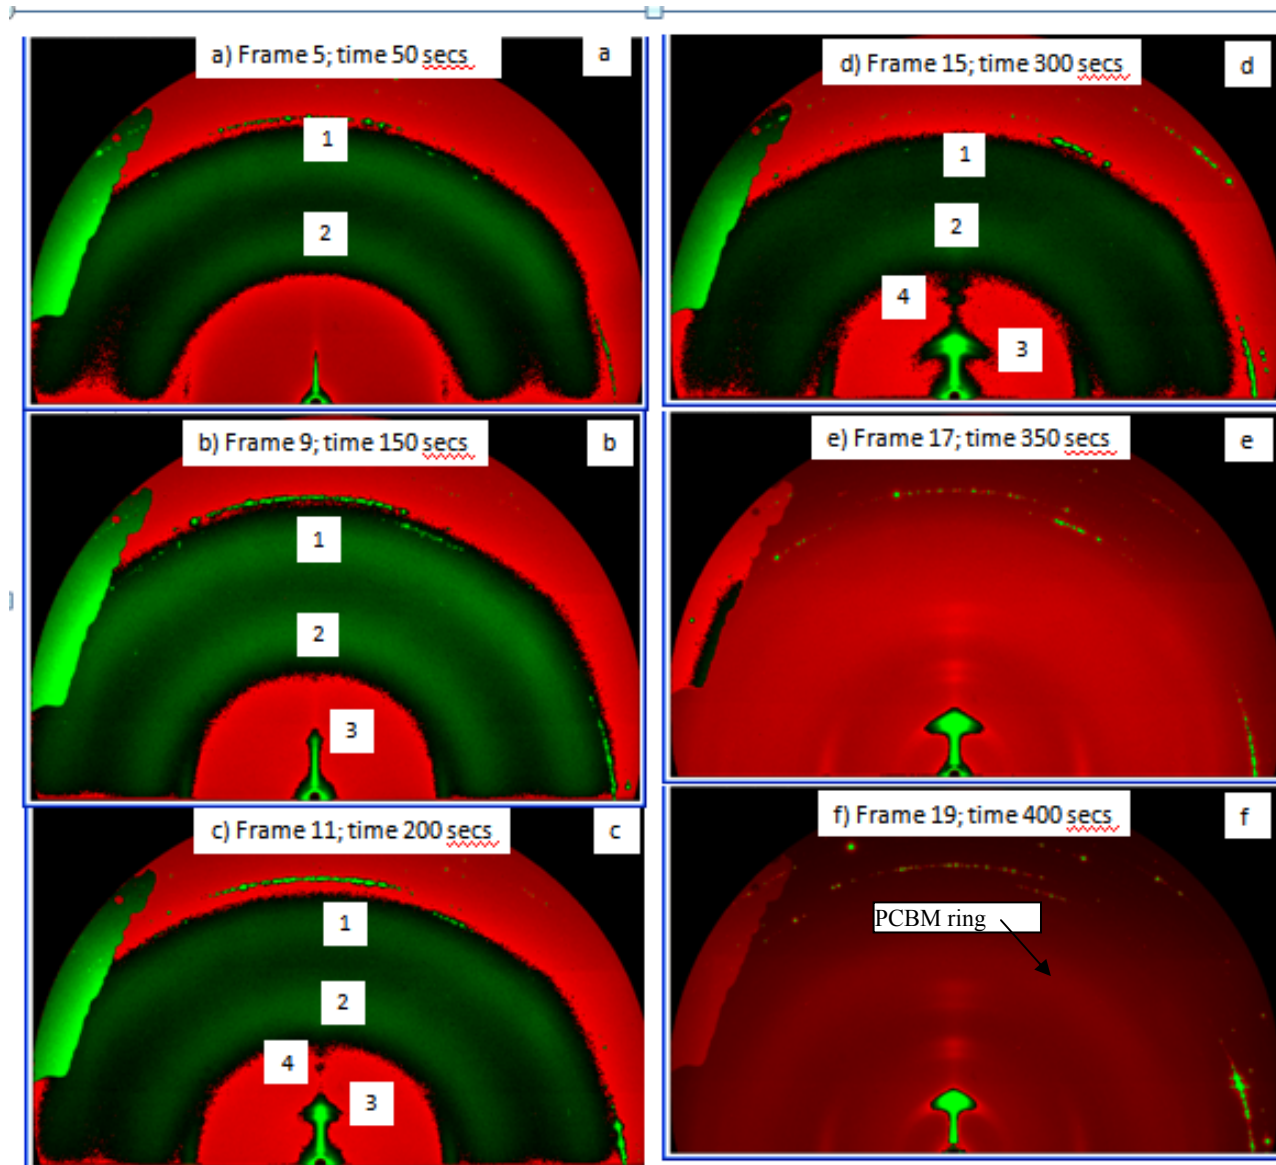 a) Frame 5; time 50 secs
a
1
2
b) Frame 9; time 150 secs
b
1
2
3
c) Frame 11; time 200 secs
c
1
2
4
3
d) Frame 15; time 300 secs
d
1
2
4
3
e) Frame 17; time 350 secs
e
f) Frame 19; time 400 secs
f
PCBM ring